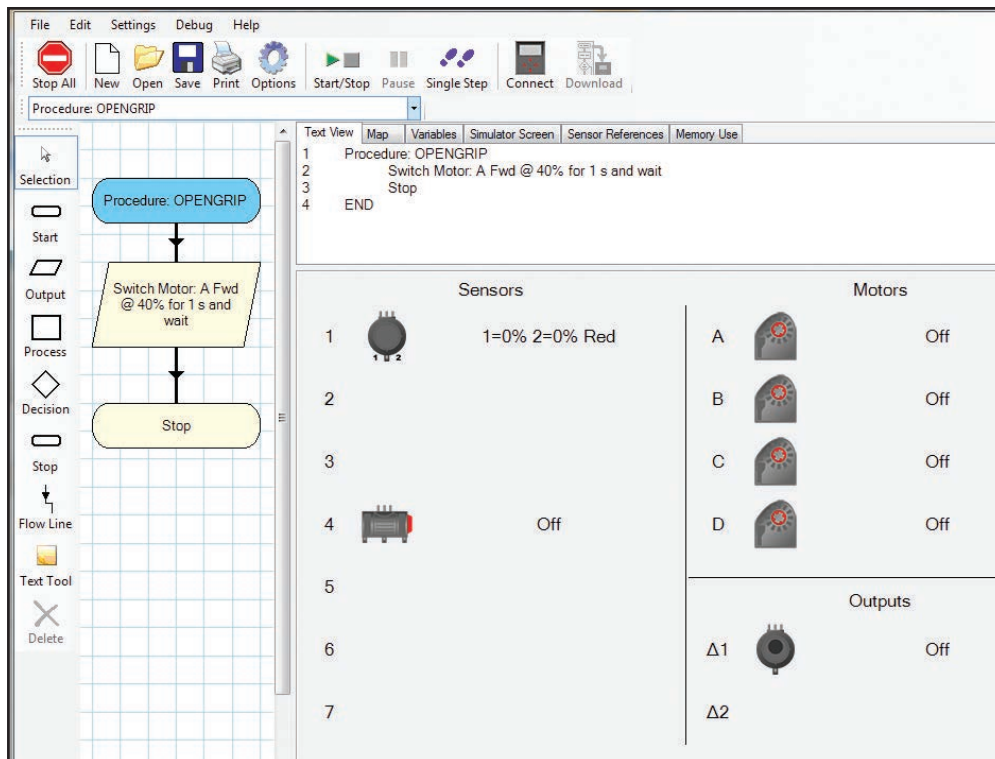 File Edit Settings Debug Help
Stop All New Open Save Print Options Start/Stop Pause Single Step Connect Download
Procedure: OPENGRIP
Selection
Start
Output
Process
Decision
Stop
Flow Line
Text Tool
Delete
Procedure: OPENGRIP
Switch Motor: A Fwd
@ 40% for 1 s and
wait
Stop
Text View Map Variables Simulator Screen Sensor References Memory Use
1 Procedure: OPENGRIP
2 Switch Motor: A Fwd @ 40% for 1 s and wait
3 Stop
4 END
Sensors
1 1 2 1=0% 2=0% Red
2
3
4 Off
5
6
7
Motors
A Off
B Off
C Off
D Off
Outputs
Δ1 Off
Δ2